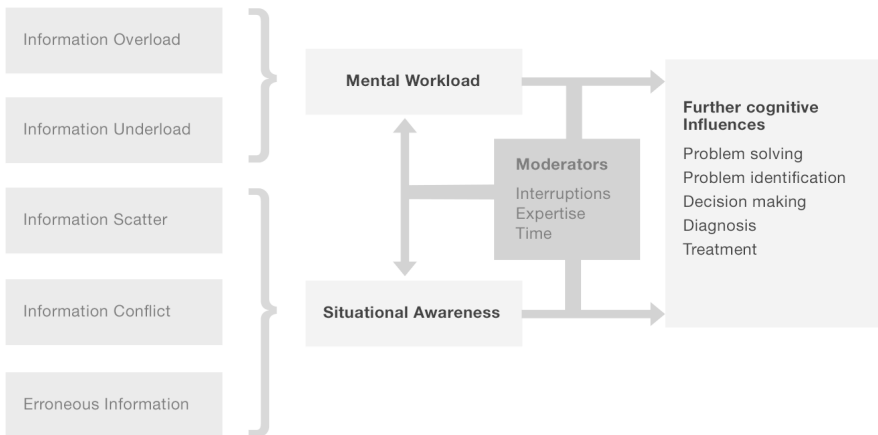 Information Overload
Information Underload
Information Scatter
Information Conflict
Erroneous Information
Mental Workload
Situational Awareness
Moderators
Interruptions
Expertise
Time
Further cognitive
Influences
Problem solving
Problem identification
Decision making
Diagnosis
Treatment